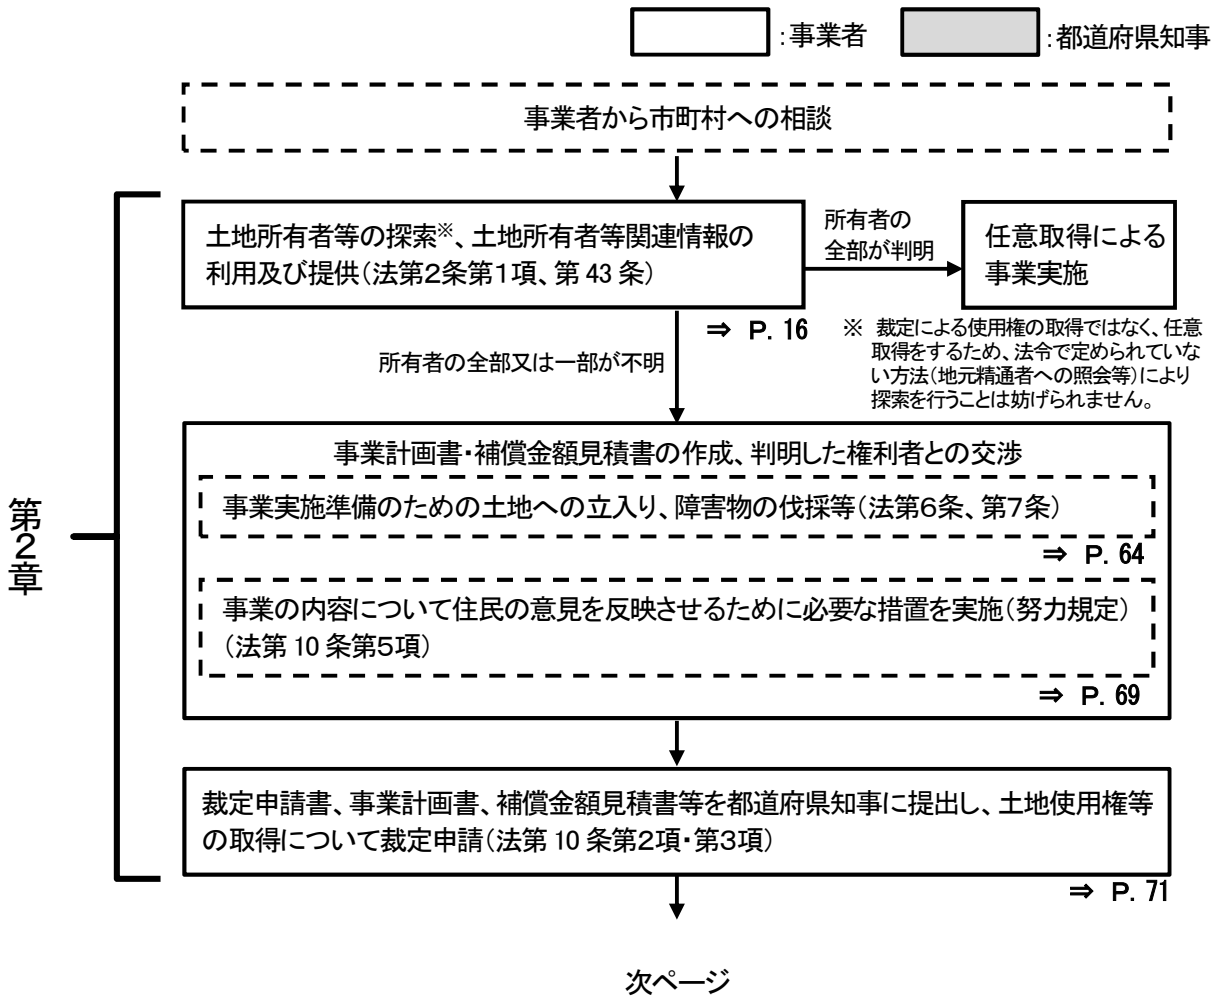 :事業者
:都道府県知事
事業者から市町村への相談
土地所有者等の探索※、土地所有者等関連情報の
利用及び提供(法第2条第1項、第 43 条)
所有者の
全部が判明
任意取得による
事業実施
⇒ P. 16
※ 裁定による使用権の取得ではなく、任意
取得をするため、法令で定められていな
い方法(地元精通者への照会等)により
探索を行うことは妨げられません。
所有者の全部又は一部が不明
第2章
事業計画書・補償金額見積書の作成、判明した権利者との交渉
事業実施準備のための土地への立入り、障害物の伐採等(法第6条、第7条)
⇒ P. 64
事業の内容について住民の意見を反映させるために必要な措置を実施(努力規定)
(法第 10 条第5項)
⇒ P. 69
裁定申請書、事業計画書、補償金額見積書等を都道府県知事に提出し、土地使用権等
の取得について裁定申請(法第 10 条第2項・第3項)
⇒ P. 71
次ページ